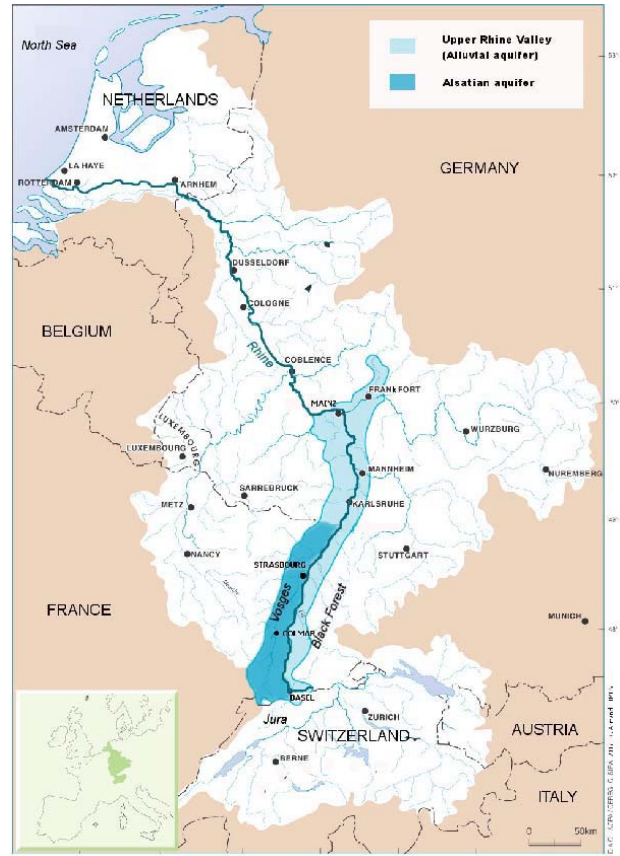 North Sea
Upper Rhine Valley
(Alluvial aquifer)
Alsatian aquifer
NETHERLANDS
AMSTERDAM
LA HAYE
ROTTERDAM
ARNHEM
GERMANY
DUSSELDORF
COLOGNE
BELGIUM
Rhine
COBLENCE
FRANKFORT
MAINZ
WURZBURG
LUXEMBOURG
LUXEMBOURG
MANNHEIM
NUREMBERG
SARREBRUCK
METZ
KARLSRUHE
NANCY
STRASBOURG
STUTTGART
Vosges
Black Forest
FRANCE
COLMAR
MUNICH
BASEL
Jura
ZURICH
SWITZERLAND
AUSTRIA
BERNE
ITALY
0 50km